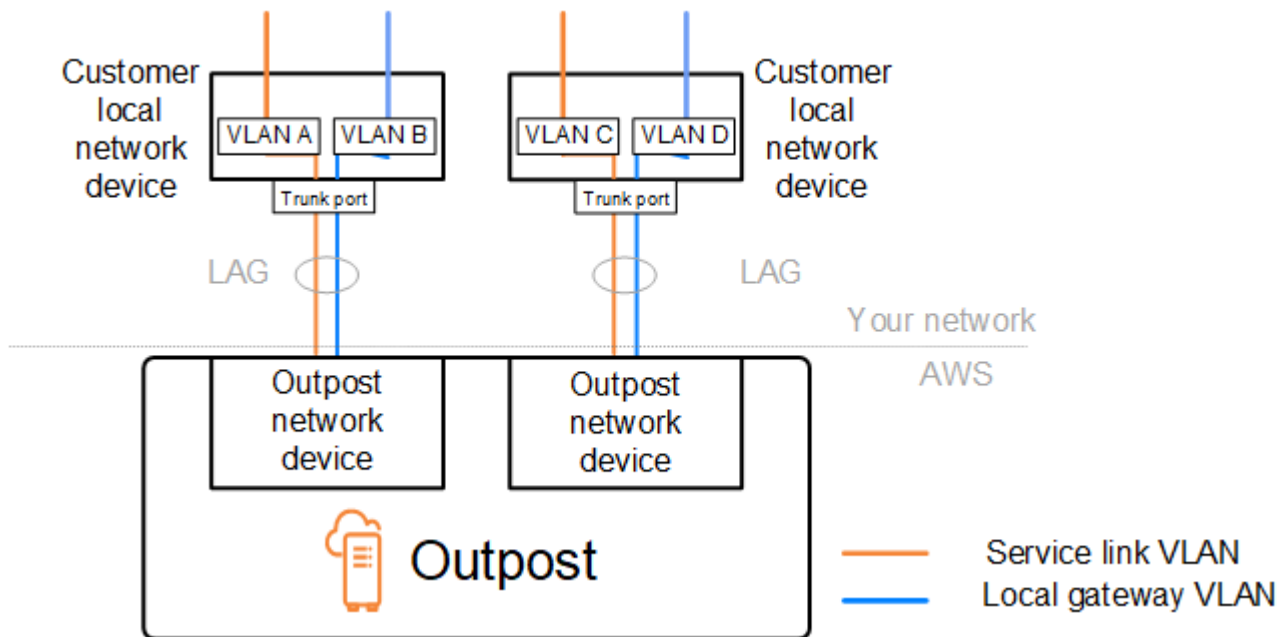 Customer
local
network
device
VLAN A
VLAN B
Trunk port
VLAN C
VLAN D
Trunk port
Customer
local
network
device
LAG
LAG
Your network
AWS
Outpost
network
device
Outpost
network
device
Outpost
Service link VLAN
Local gateway VLAN